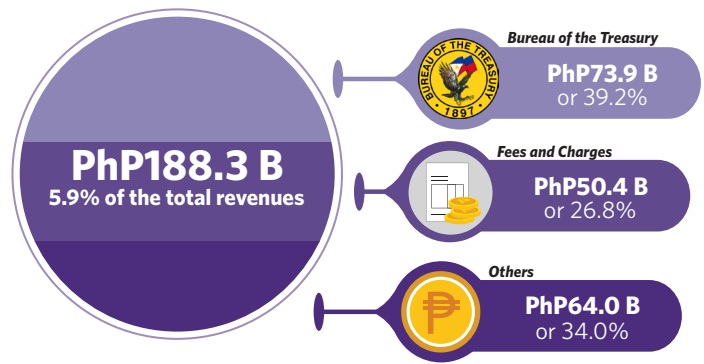 PhP188.3 B
5.9% of the total revenues
Bureau of the Treasury
BUREAU OF THE TREASURY
1897
PhP73.9 B
or 39.2%
Fees and Charges
PhP50.4 B
or 26.8%
Others
₱
PhP64.0 B
or 34.0%